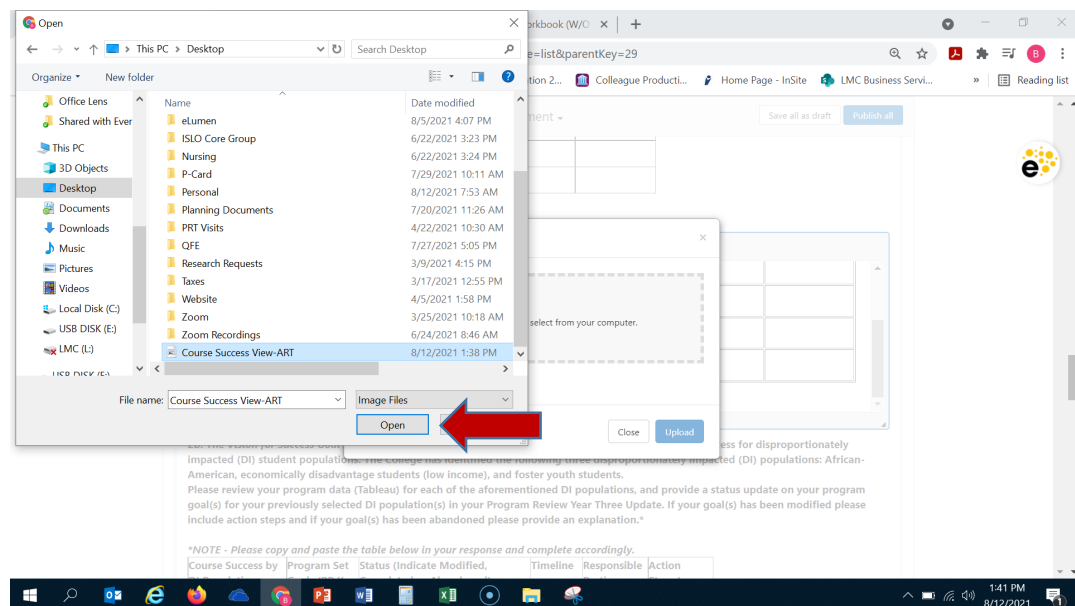 Open
orkbook (W/O
This PC > Desktop
Search Desktop
e=list&parentKey=29
Organize
New folder
tion 2...
Colleague Producti...
Home Page - InSite
LMC Business Servi...
»
Reading list
Office Lens
Shared with Ever
This PC
3D Objects
Desktop
Documents
Downloads
Music
Pictures
Videos
Local Disk (C:)
USB DISK (E:)
LMC (L:)
USB DISK (E:)
Name Date modified
eLumen 8/5/2021 4:07 PM
ISLO Core Group 6/22/2021 3:23 PM
Nursing 6/22/2021 3:24 PM
P-Card 7/29/2021 10:11 AM
Personal 8/12/2021 7:53 AM
Planning Documents 7/20/2021 11:26 AM
PRT Visits 4/22/2021 10:30 AM
QFE 7/27/2021 5:05 PM
Research Requests 3/9/2021 4:15 PM
Taxes 3/17/2021 12:55 PM
Website 4/5/2021 1:58 PM
Zoom 3/25/2021 10:18 AM
Zoom Recordings 6/24/2021 8:46 AM
Course Success View-ART 8/12/2021 1:38 PM
File name: Course Success View-ART
Image Files
Open
ment
Save all as draft
Publish all
select from your computer.
Close
Upload
ess for disproportionately
impacted (DI) student populations. The College has identified the following three disproportionately impacted (DI) populations: African-
American, economically disadvantage students (low income), and foster youth students.
Please review your program data (Tableau) for each of the aforementioned DI populations, and provide a status update on your program
goal(s) for your previously selected DI population(s) in your Program Review Year Three Update. If your goal(s) has been modified please
include action steps and if your goal(s) has been abandoned please provide an explanation.*
*NOTE - Please copy and paste the table below in your response and complete accordingly.
Course Success by Program Set Status (Indicate Modified, Timeline Responsible Action
1:41 PM
8/12/2021